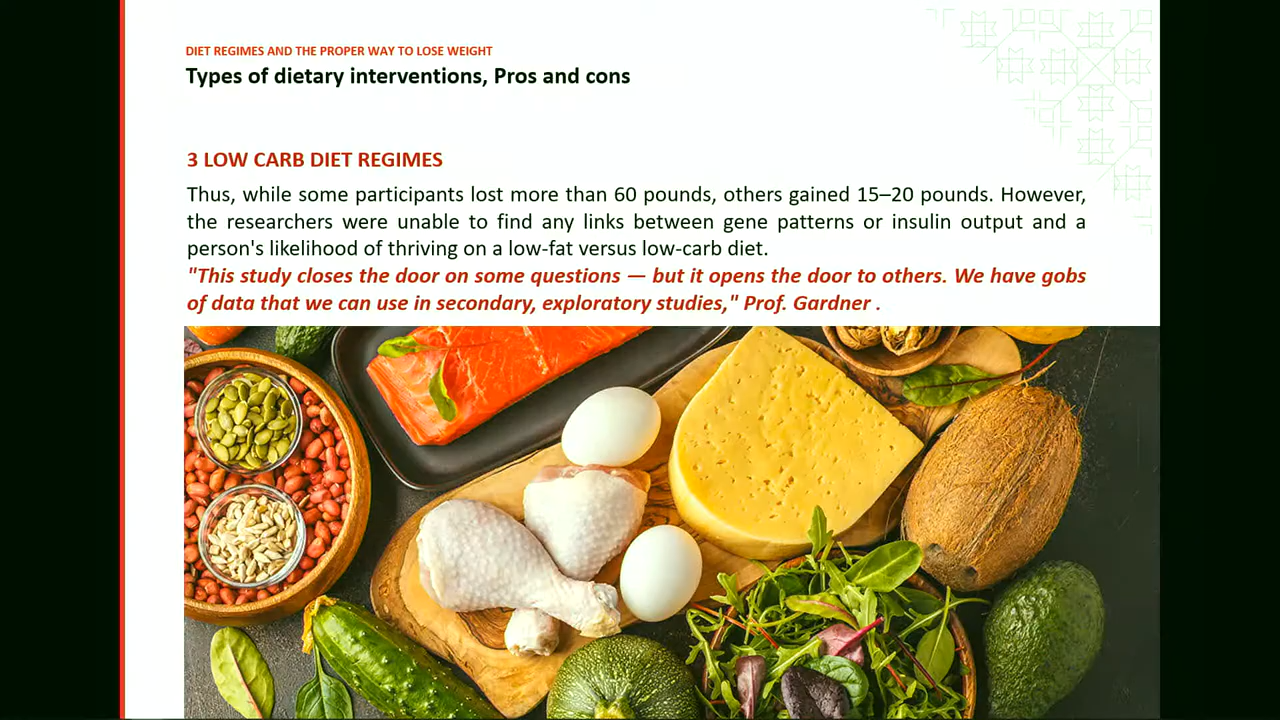 DIET REGIMES AND THE PROPER WAY TO LOSE WEIGHT
Types of dietary interventions, Pros and cons
3 LOW CARB DIET REGIMES
Thus, while some participants lost more than 60 pounds, others gained 15–20 pounds. However,
the researchers were unable to find any links between gene patterns or insulin output and a
person's likelihood of thriving on a low-fat versus low-carb diet.
"This study closes the door on some questions — but it opens the door to others. We have gobs
of data that we can use in secondary, exploratory studies," Prof. Gardner .